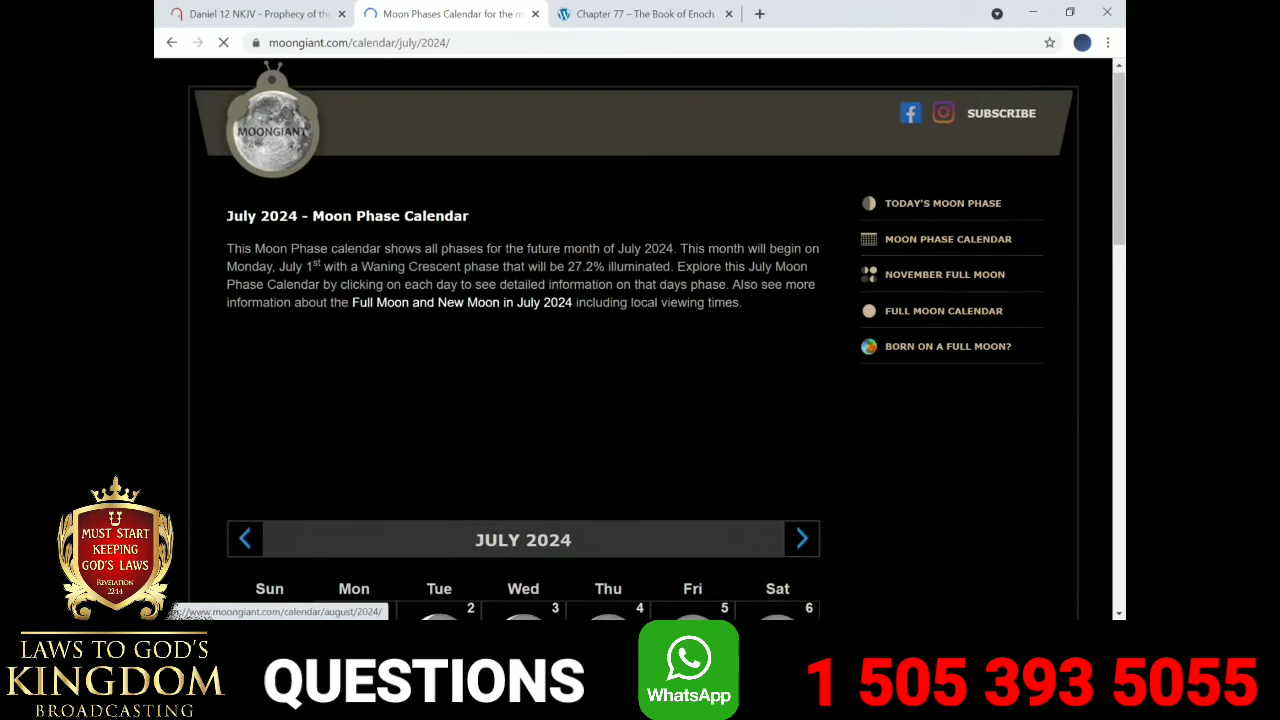 Daniel 12 NKJV - Prophecy of the
Moon Phases Calendar for the m
Chapter 77 – The Book of Enoch
moongiant.com/calendar/july/2024/
MOONGIANT
SUBSCRIBE
July 2024 - Moon Phase Calendar
This Moon Phase calendar shows all phases for the future month of July 2024. This month will begin on
Monday, July 1st with a Waning Crescent phase that will be 27.2% illuminated. Explore this July Moon
Phase Calendar by clicking on each day to see detailed information on that days phase. Also see more
information about the Full Moon and New Moon in July 2024 including local viewing times.
TODAY'S MOON PHASE
MOON PHASE CALENDAR
NOVEMBER FULL MOON
FULL MOON CALENDAR
BORN ON A FULL MOON?
JULY 2024
Sun Mon Tue Wed Thu Fri Sat
2 3 4 5 6
://www.moongiant.com/calendar/august/2024/
MUST START
KEEPING
GOD'S LAWS
REVELATION
22:14
LAWS TO GOD'S
KINGDOM
BROADCASTING
QUESTIONS
WhatsApp
1 505 393 5055